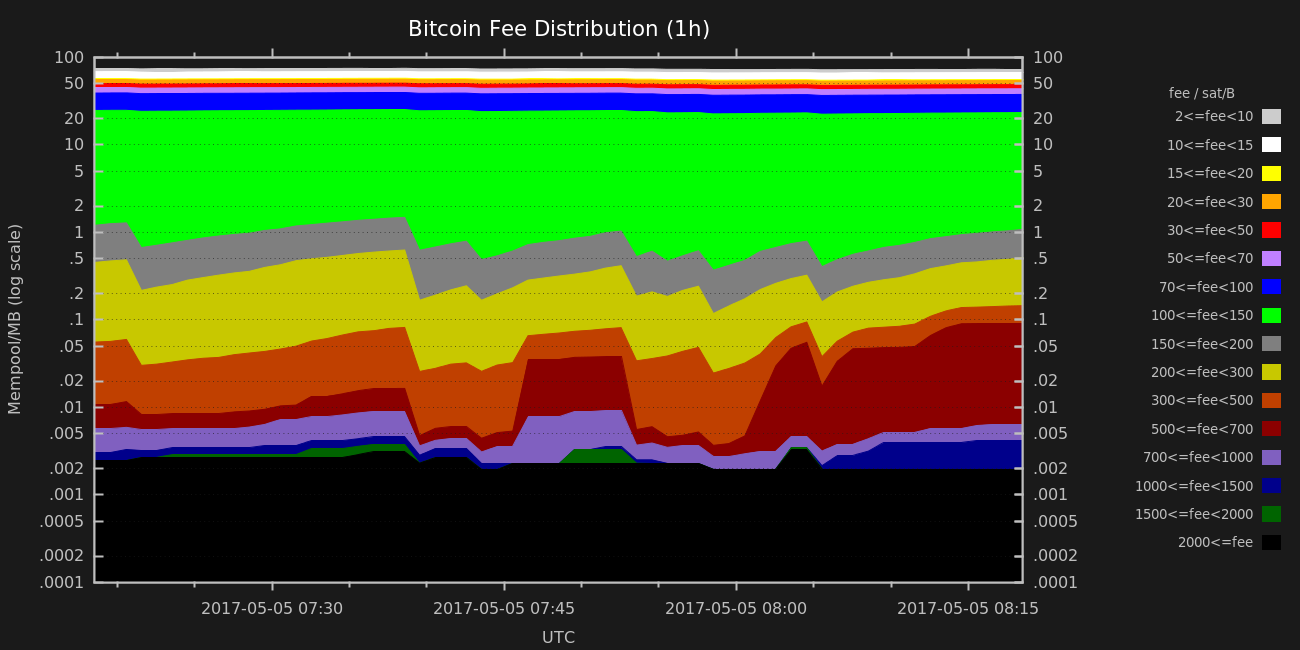 Bitcoin Fee Distribution (1h)
Mempool/MB (log scale)
100
50
20
10
5
2
1
.5
.2
.1
.05
.02
.01
.005
.002
.001
.0005
.0002
.0001
100
50
20
10
5
2
1
.5
.2
.1
.05
.02
.01
.005
.002
.001
.0005
.0002
.0001
2017-05-05 07:30
2017-05-05 07:45
2017-05-05 08:00
2017-05-05 08:15
UTC
fee / sat/B
2<=fee<10
10<=fee<15
15<=fee<20
20<=fee<30
30<=fee<50
50<=fee<70
70<=fee<100
100<=fee<150
150<=fee<200
200<=fee<300
300<=fee<500
500<=fee<700
700<=fee<1000
1000<=fee<1500
1500<=fee<2000
2000<=fee